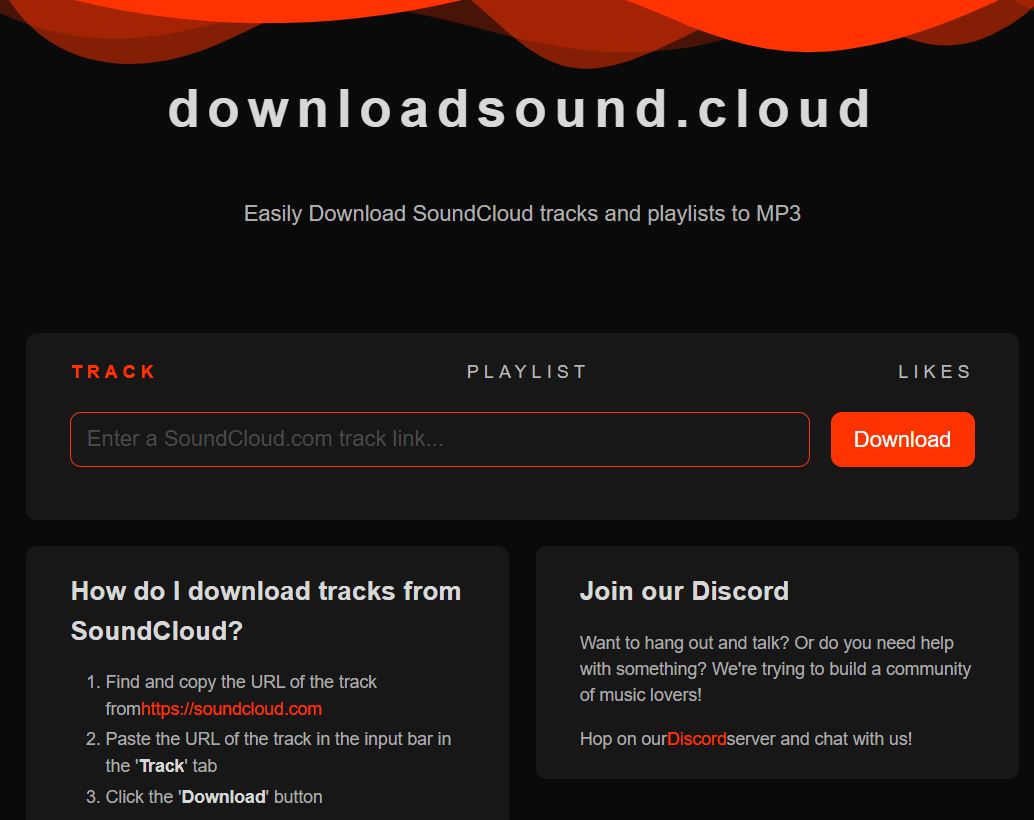 downloadsound.cloud
Easily Download SoundCloud tracks and playlists to MP3
TRACK
PLAYLIST
LIKES
Enter a SoundCloud.com track link...
Download
How do I download tracks from
SoundCloud?
1. Find and copy the URL of the track
fromhttps://soundcloud.com
2. Paste the URL of the track in the input bar in
the 'Track' tab
3. Click the 'Download' button
Join our Discord
Want to hang out and talk? Or do you need help
with something? We're trying to build a community
of music lovers!
Hop on ourDiscordserver and chat with us!